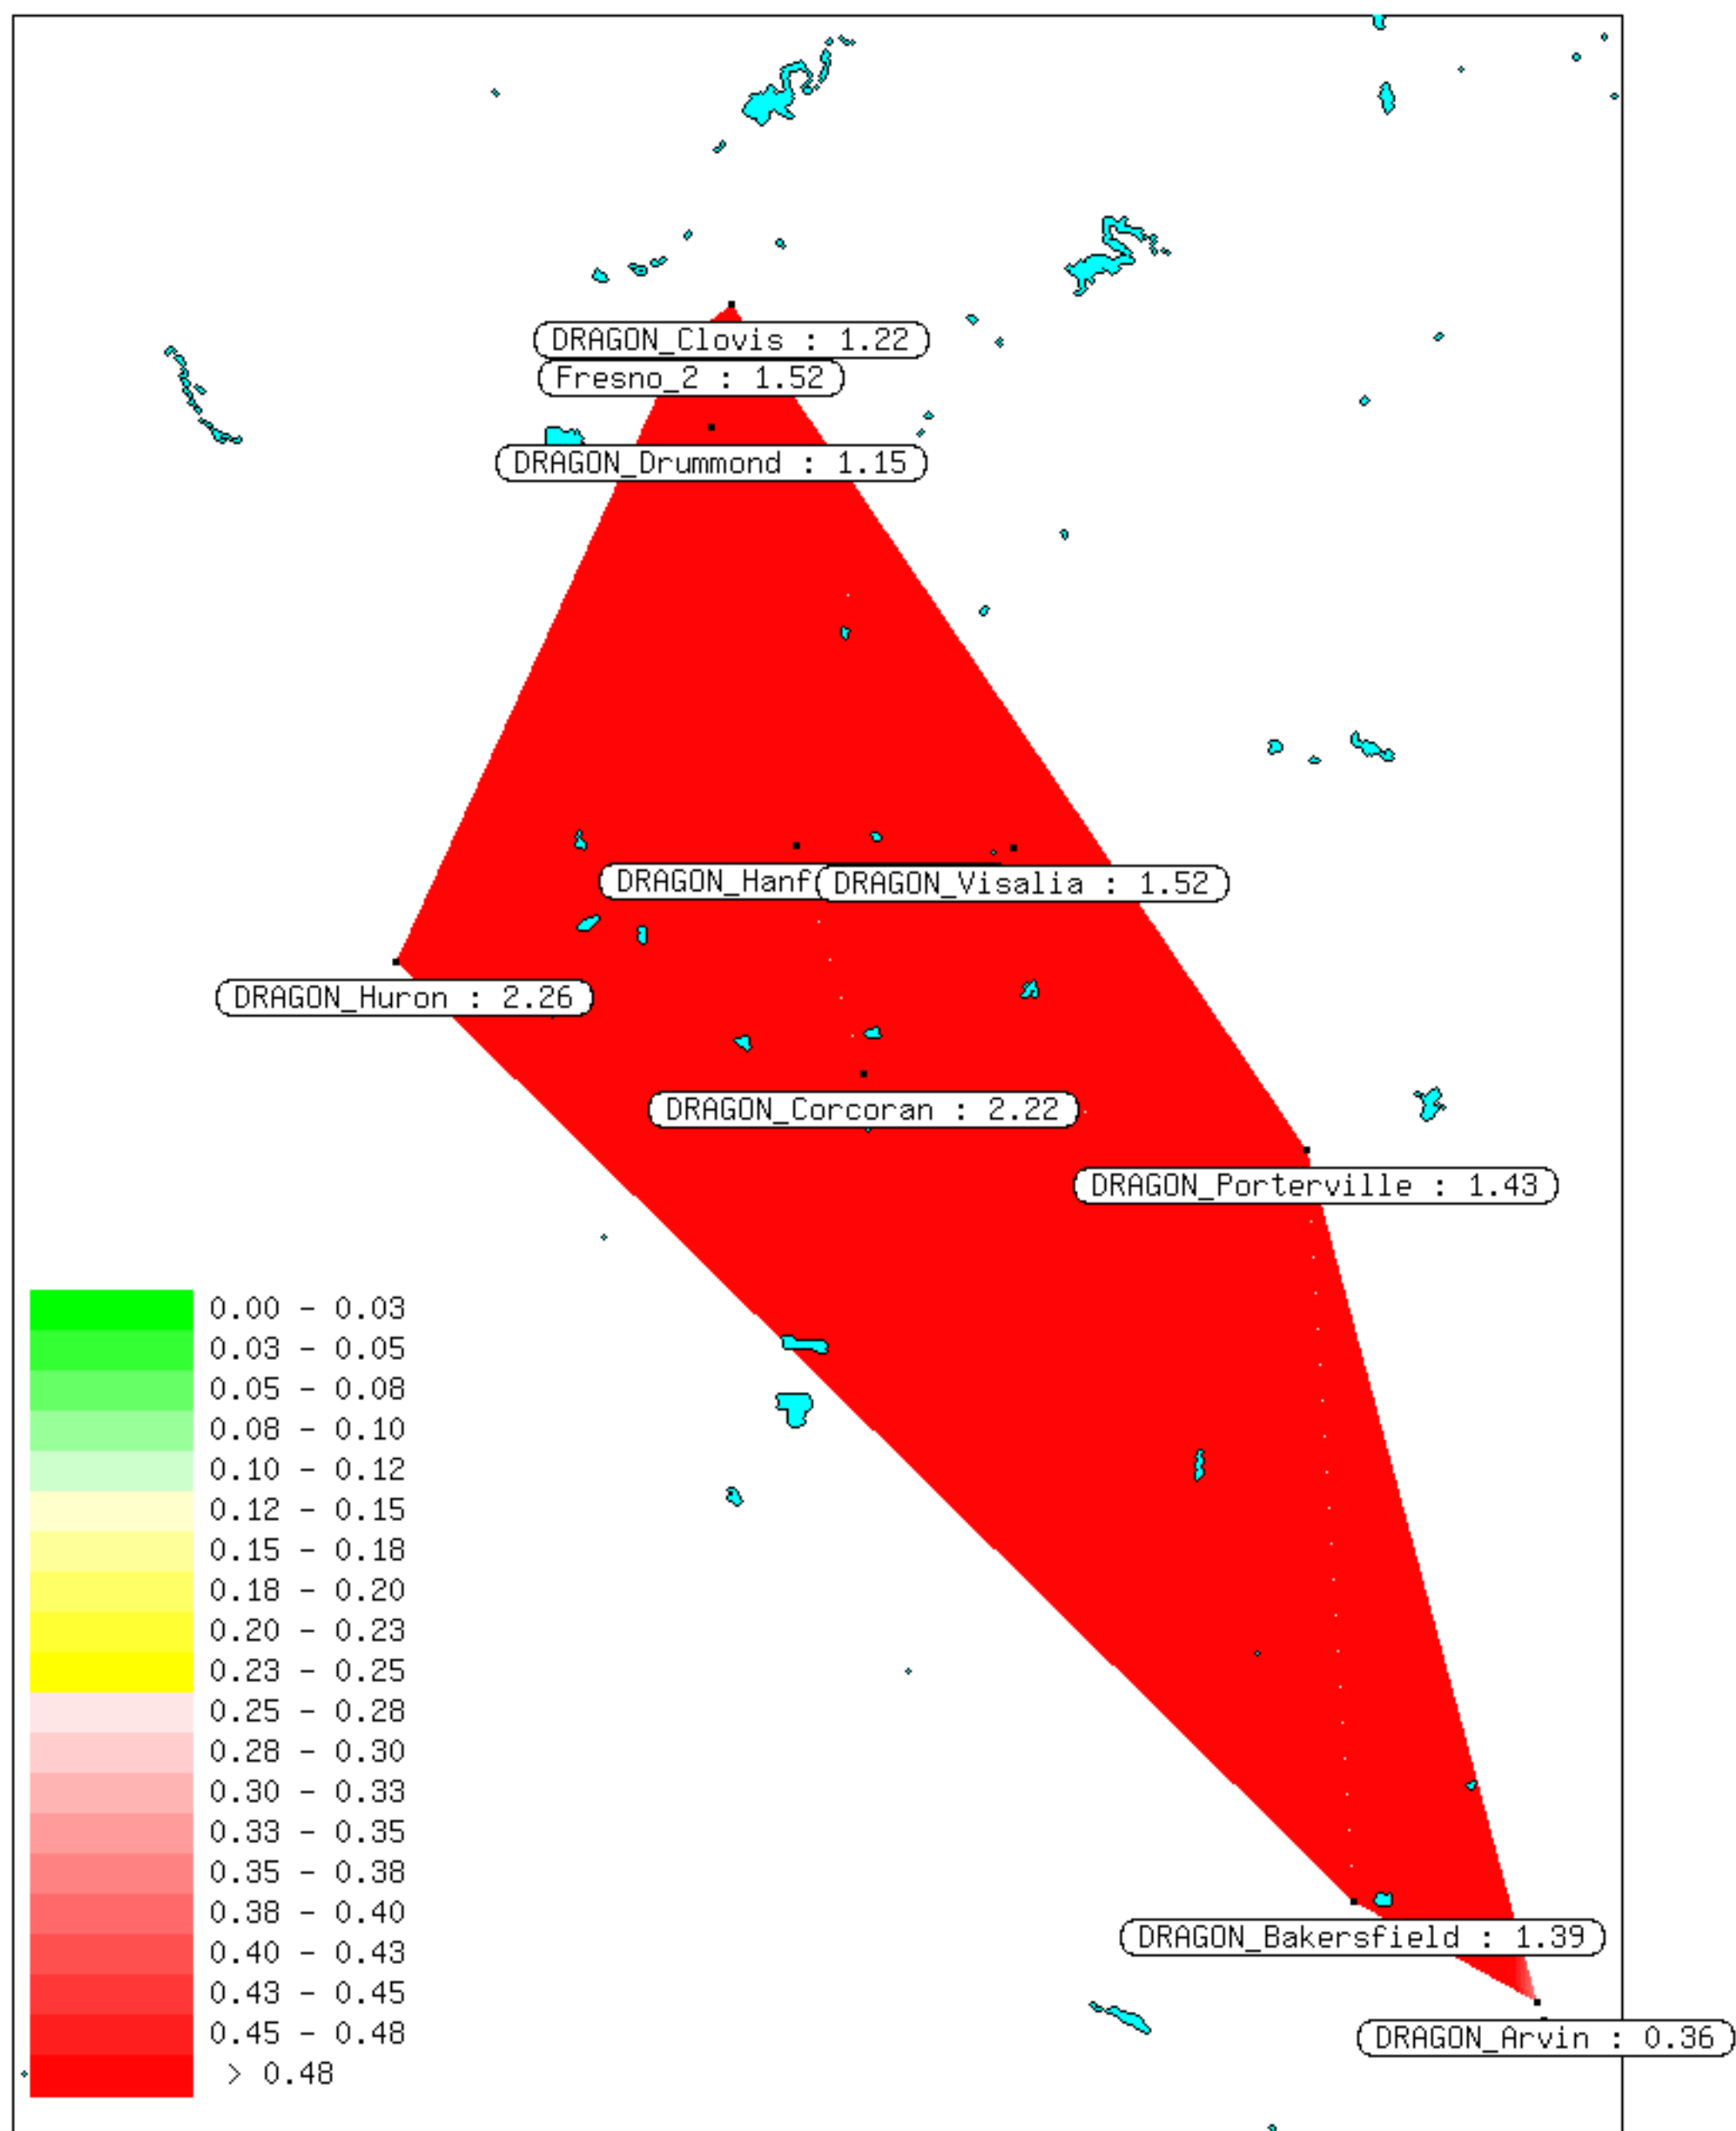 DRAGON_Clovis : 1.22
Fresno_2 : 1.52
DRAGON_Drummond : 1.15
DRAGON_Visalia : 1.52
DRAGON_Huron : 2.26
DRAGON_Corcoran : 2.22
DRAGON_Porterville : 1.43
0.00 - 0.03
0.03 - 0.05
0.05 - 0.08
0.08 - 0.10
0.10 - 0.12
0.12 - 0.15
0.15 - 0.18
0.18 - 0.20
0.20 - 0.23
0.23 - 0.25
0.25 - 0.28
0.28 - 0.30
0.30 - 0.33
0.33 - 0.35
0.35 - 0.38
0.38 - 0.40
0.40 - 0.43
0.43 - 0.45
0.45 - 0.48
> 0.48
DRAGON_Bakersfield : 1.39
DRAGON_Arvin : 0.36